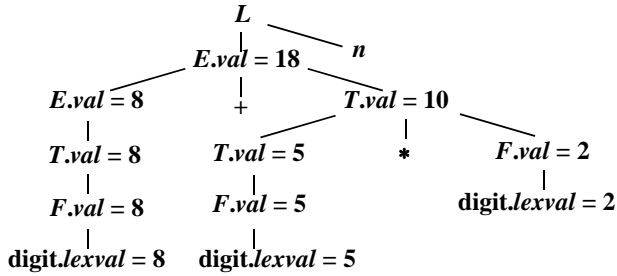 L
n
E.val = 18
E.val = 8
+
T.val = 10
T.val = 8
T.val = 5
*
F.val = 2
F.val = 8
F.val = 5
digit.lexval = 2
digit.lexval = 8
digit.lexval = 5